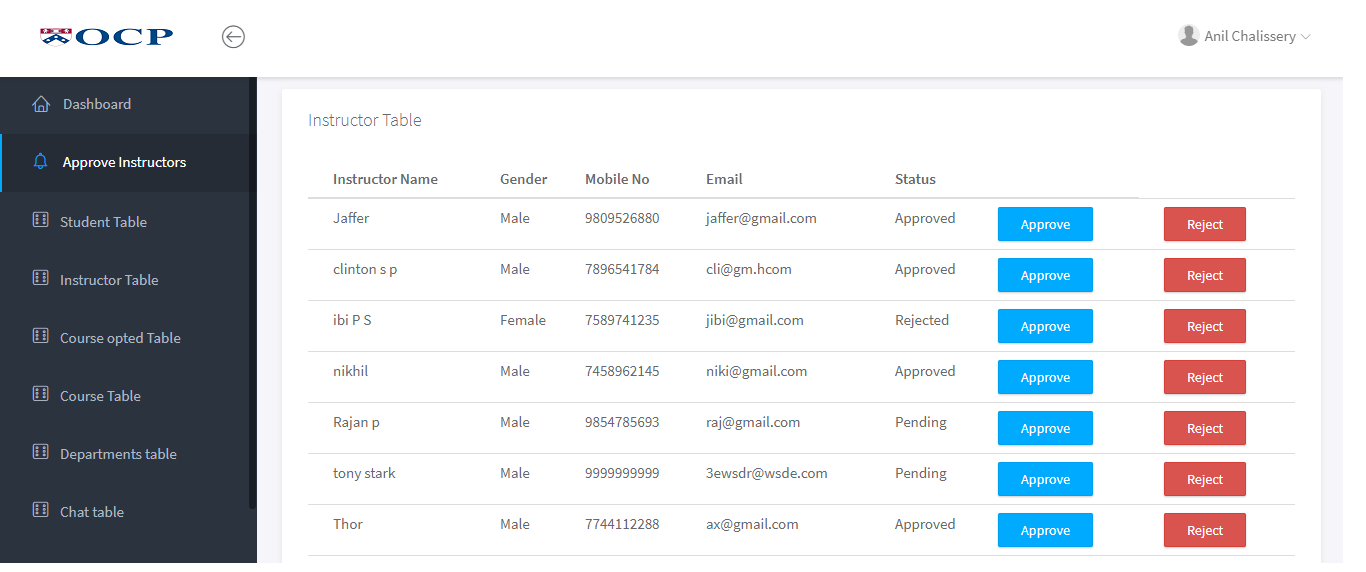 OCP
Anil Chalissery
Dashboard
Approve Instructors
Student Table
Instructor Table
Course opted Table
Course Table
Departments table
Chat table
Instructor Table
Instructor Name Gender Mobile No Email Status
Jaffer Male 9809526880 jaffer@gmail.com Approved Approve Reject
clinton s p Male 7896541784 cli@gm.hcom Approved Approve Reject
ibi P S Female 7589741235 jibi@gmail.com Rejected Approve Reject
nikhil Male 7458962145 niki@gmail.com Approved Approve Reject
Rajan p Male 9854785693 raj@gmail.com Pending Approve Reject
tony stark Male 9999999999 3ewsdr@wsde.com Pending Approve Reject
Thor Male 7744112288 ax@gmail.com Approved Approve Reject